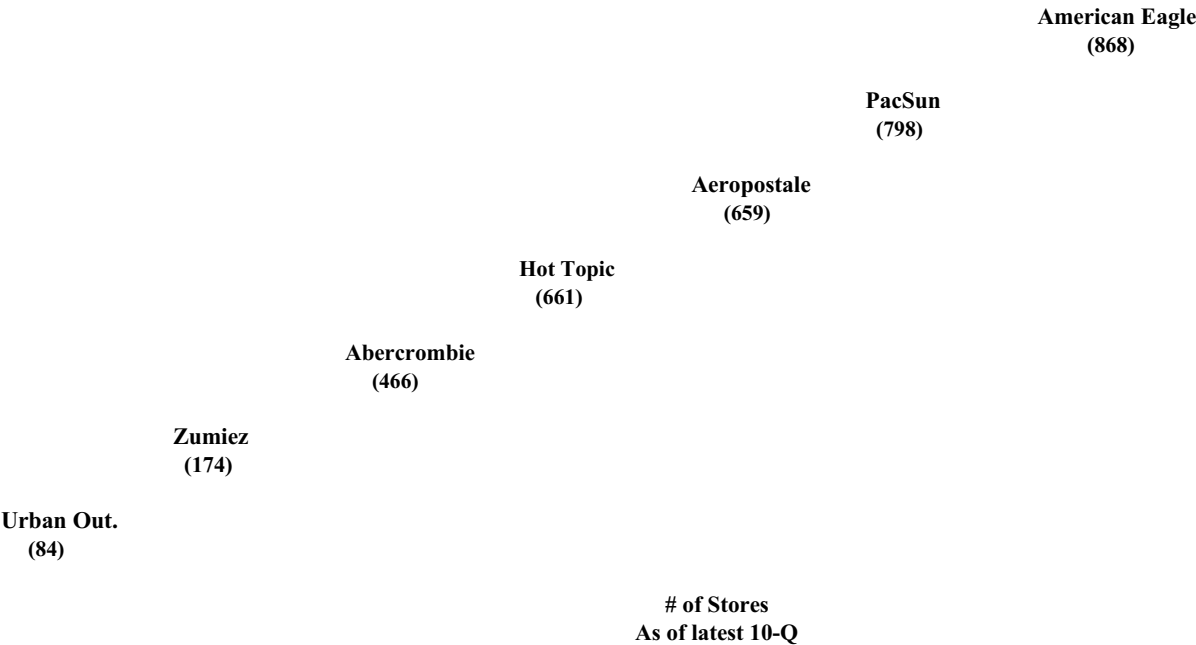 American Eagle
(868)
PacSun
(798)
Aeropostale
(659)
Hot Topic
(661)
Abercrombie
(466)
Zumiez
(174)
Urban Out.
(84)
# of Stores
As of latest 10-Q